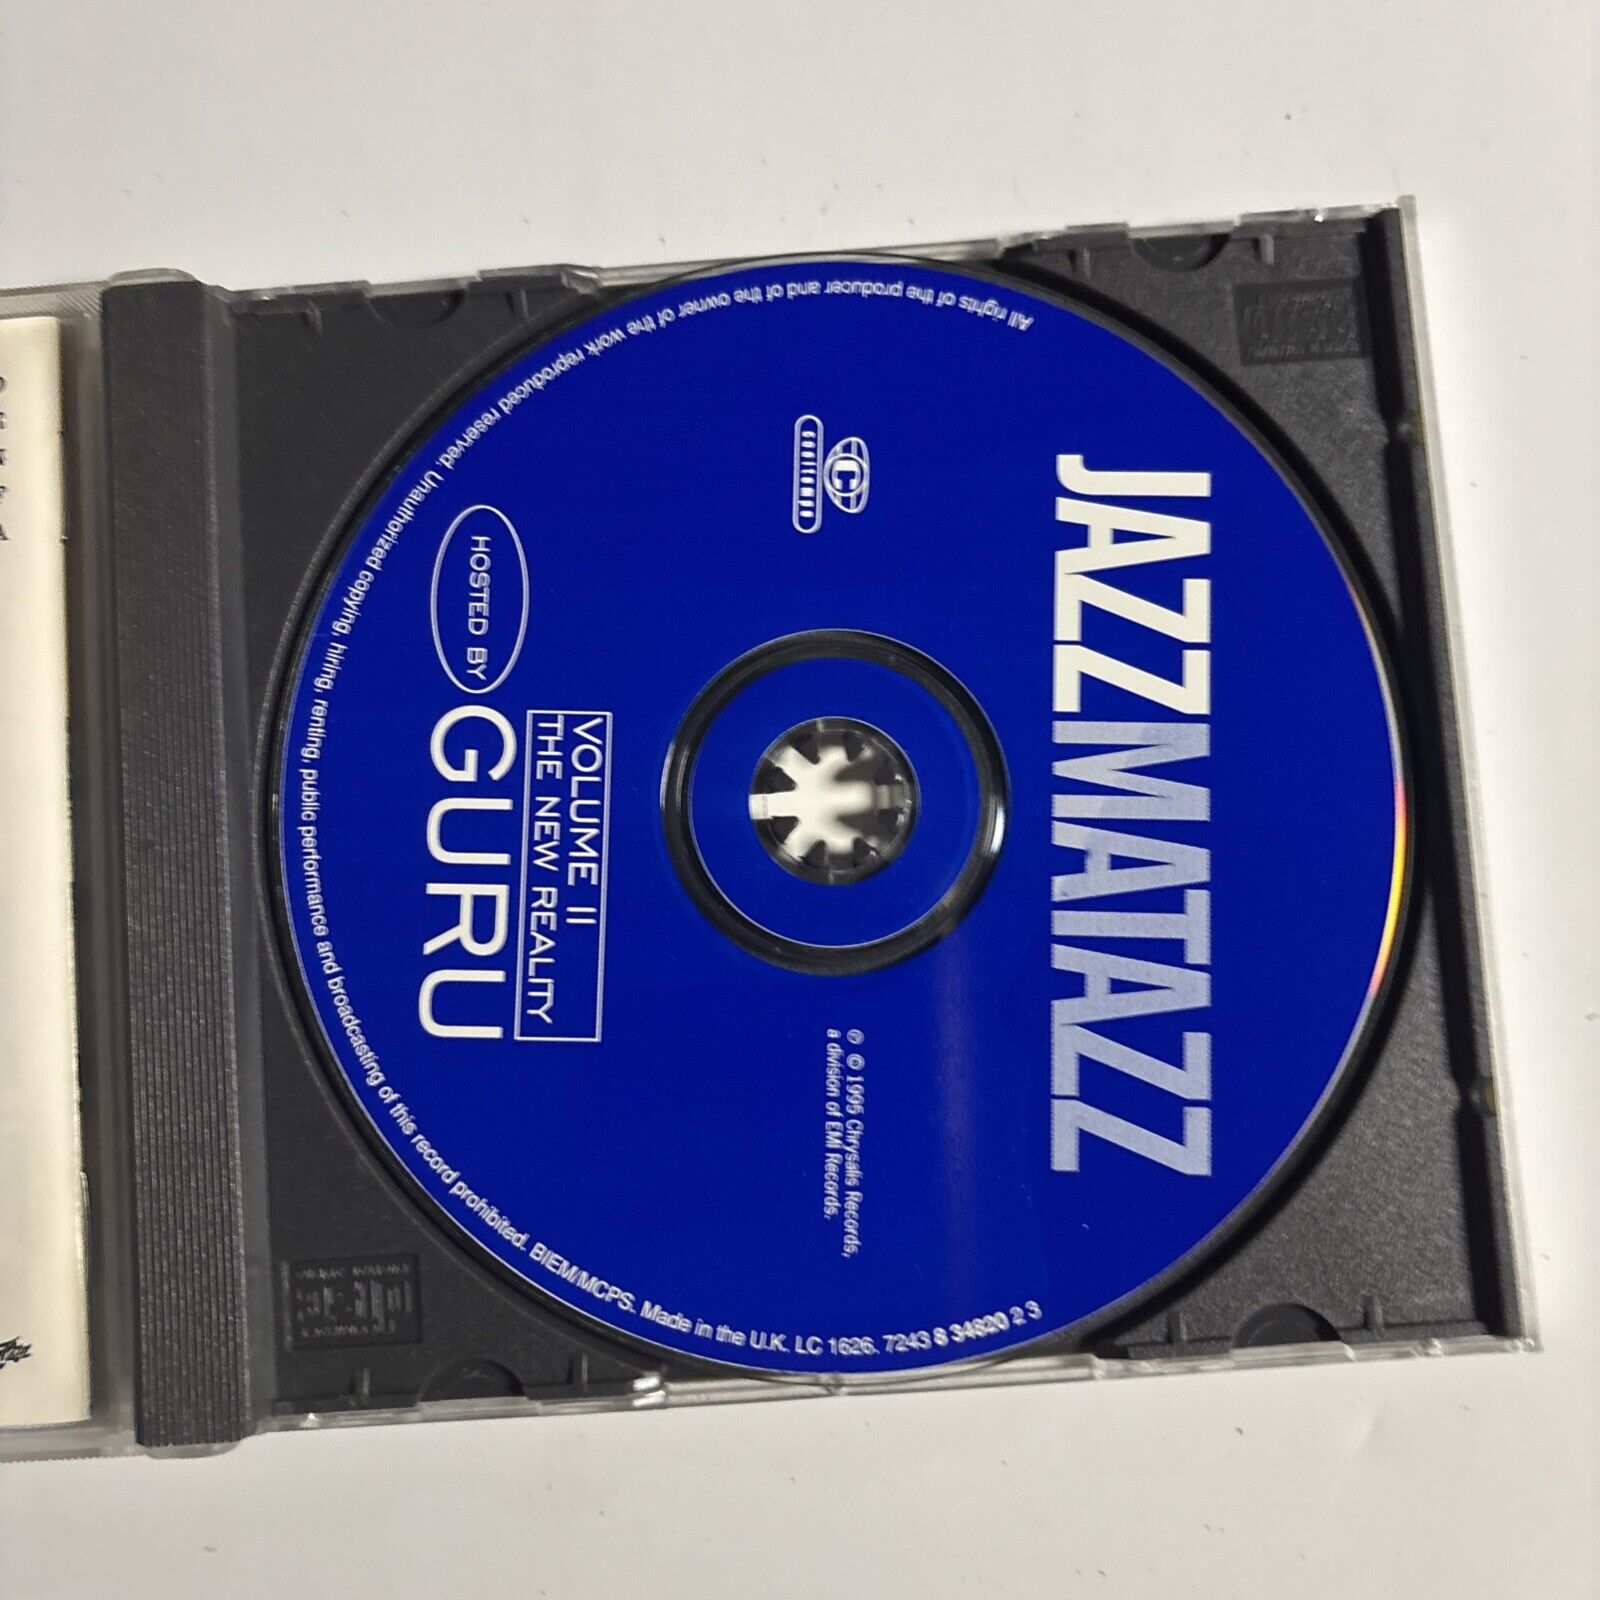 JAZZMATAZZ
C
cooltempo
℗ © 1995 Chrysalis Records,
a division of EMI Records,
VOLUME II
THE NEW REALITY
HOSTED BY
GURU
All rights of the producer and of the owner of the work reproduced reserved. Unauthorized copying, hiring, renting, public performance and broadcasting of this record prohibited. BIEM/MCPS. Made in the U.K. LC 1626. 7243 8 34820 2 3